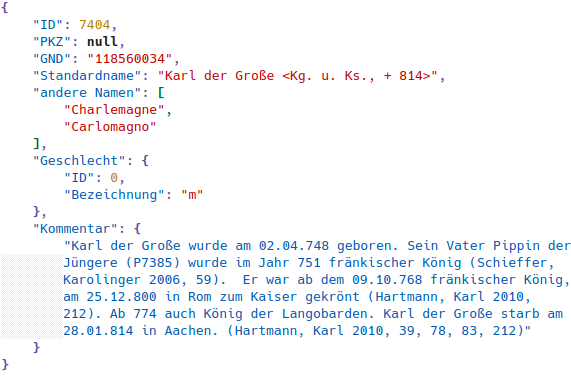 {
"ID": 7404,
"PKZ": null,
"GND": "118560034",
"Standardname": "Karl der Große <Kg. u. Ks., + 814>",
"andere Namen": [
"Charlemagne",
"Carlomagno"
],
"Geschlecht": {
"ID": 0,
"Bezeichnung": "m"
},
"Kommentar": {
"Karl der Große wurde am 02.04.748 geboren. Sein Vater Pippin der
Jüngere (P7385) wurde im Jahr 751 fränkischer König (Schieffer,
Karolinger 2006, 59).  Er war ab dem 09.10.768 fränkischer König,
am 25.12.800 in Rom zum Kaiser gekrönt (Hartmann, Karl 2010,
212). Ab 774 auch König der Langobarden. Karl der Große starb am
28.01.814 in Aachen. (Hartmann, Karl 2010, 39, 78, 83, 212)"
}
}